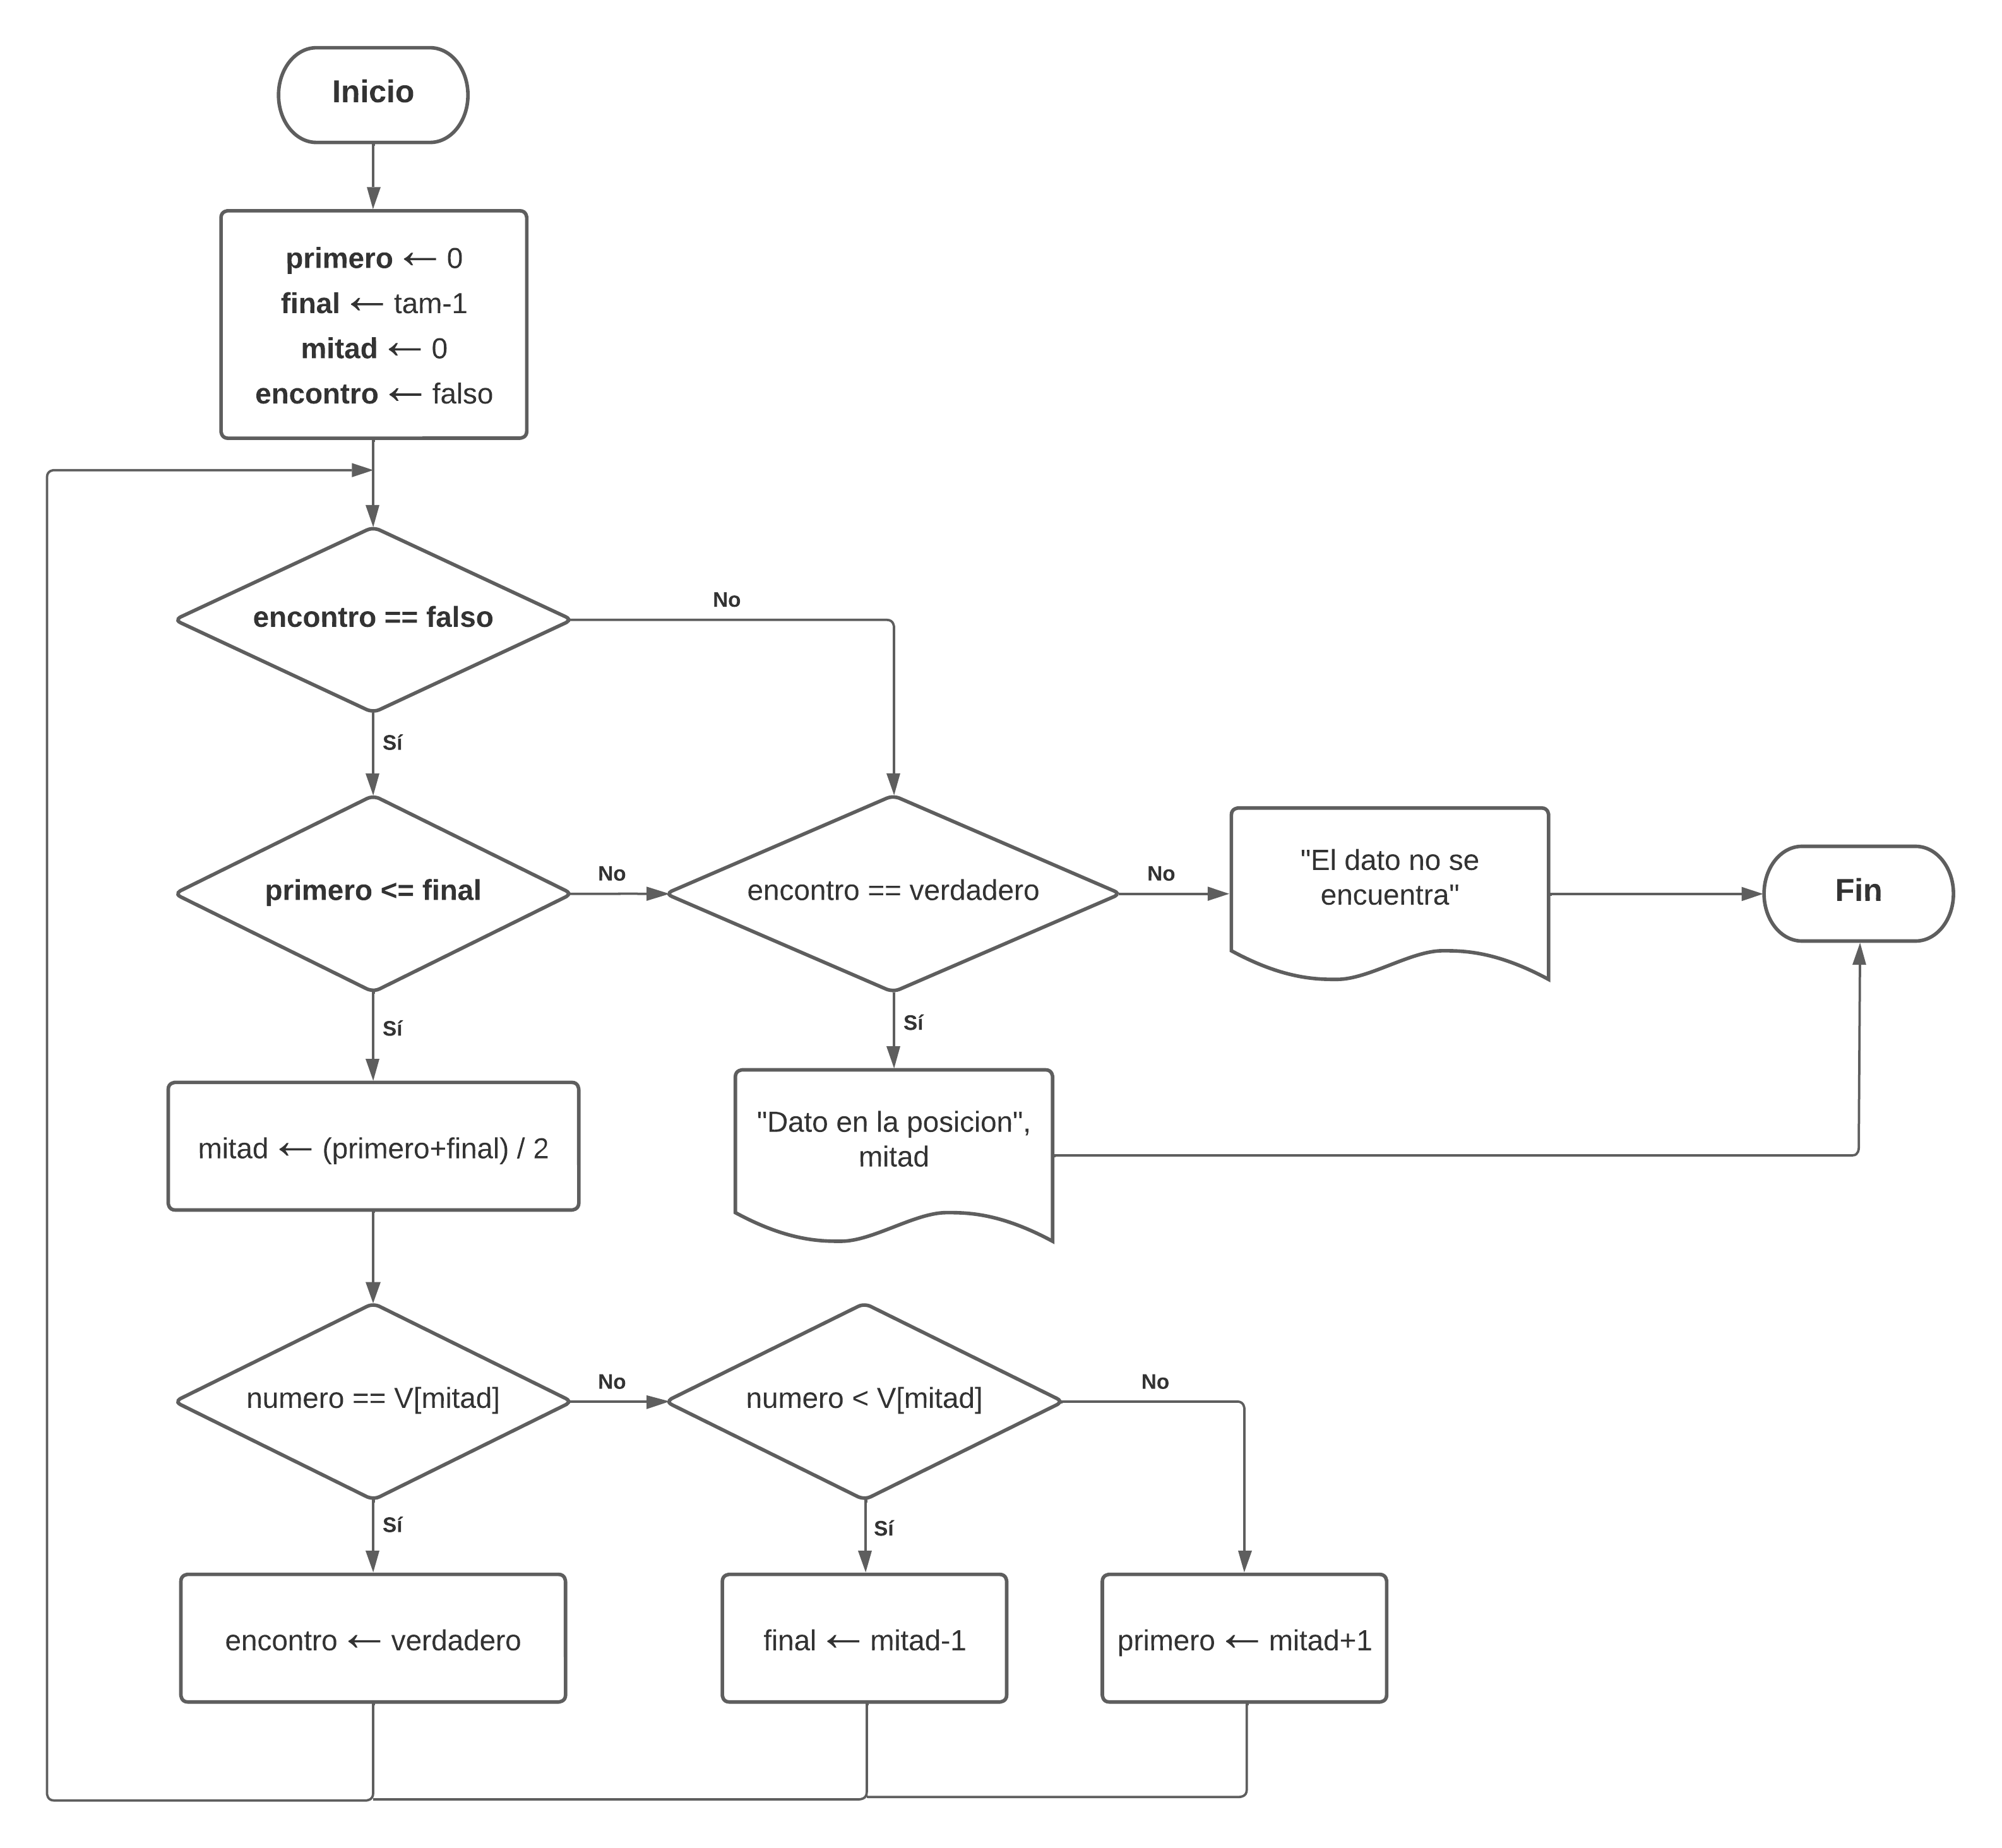 Inicio
primero ← 0
final ← tam-1
mitad ← 0
encontro ← falso
encontro == falso
No
Sí
primero <= final
No
encontro == verdadero
No
"El dato no se
encuentra"
Fin
Sí
Sí
mitad ← (primero+final) / 2
"Dato en la posicion",
mitad
numero == V[mitad]
No
numero < V[mitad]
No
Sí
Sí
encontro ← verdadero
final ← mitad-1
primero ← mitad+1